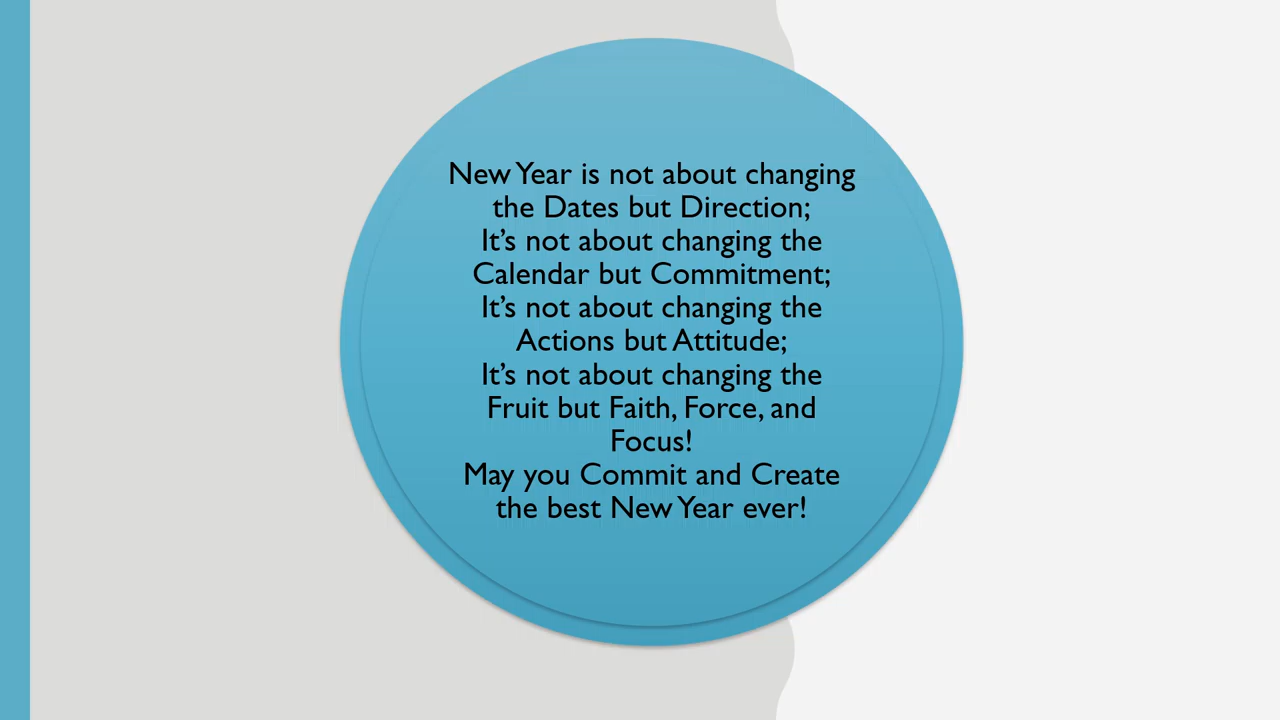 New Year is not about changing
the Dates but Direction;
It’s not about changing the
Calendar but Commitment;
It’s not about changing the
Actions but Attitude;
It’s not about changing the
Fruit but Faith, Force, and
Focus!
May you Commit and Create
the best New Year ever!